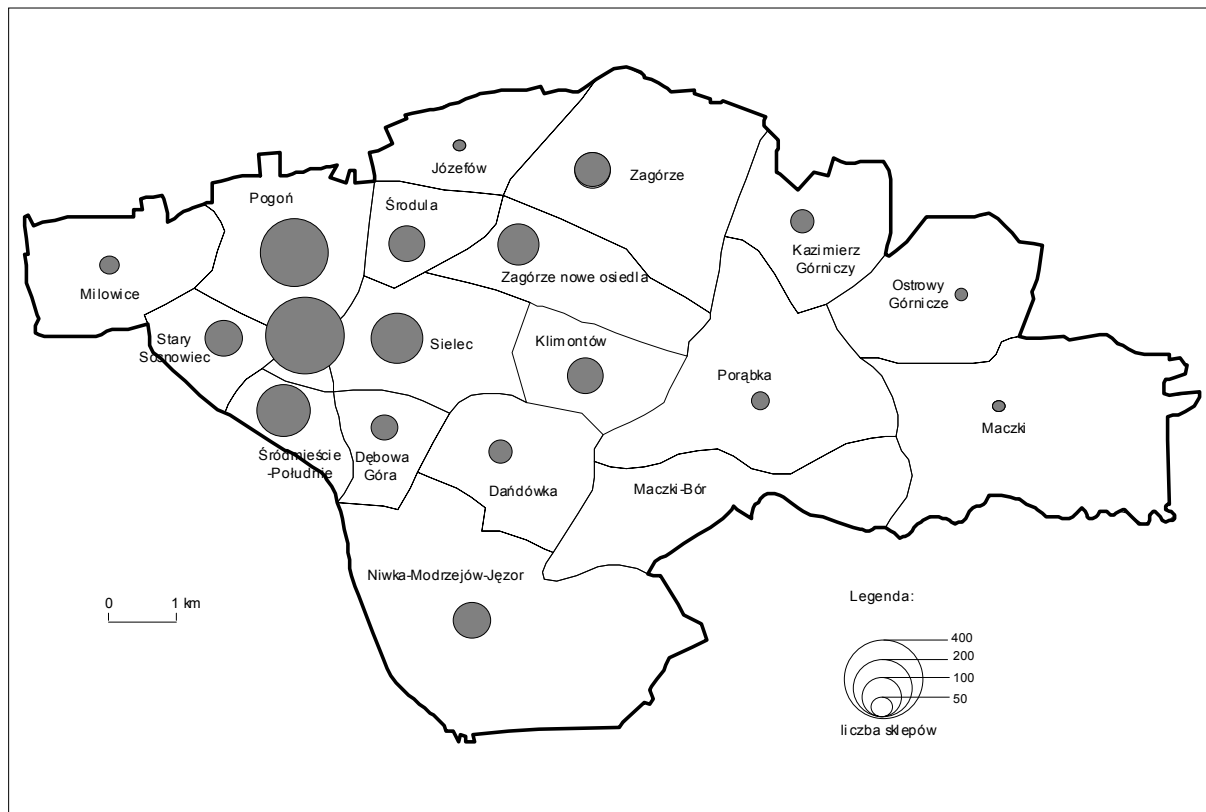 Józefów
Zagórze
Pogoń
Środula
Kazimierz
Górniczy
Zagórze nowe osiedla
Ostrowy
Górnicze
Milowice
Stary
Sosnowiec
Sielec
Klimontów
Porąbka
Maczki
Śródmieście
-Południe
Dębowa
Góra
Dańdówka
Maczki-Bór
Niwka-Modrzejów-Jęzor
0 1 km
Legenda:
400
200
100
50
liczba sklepów